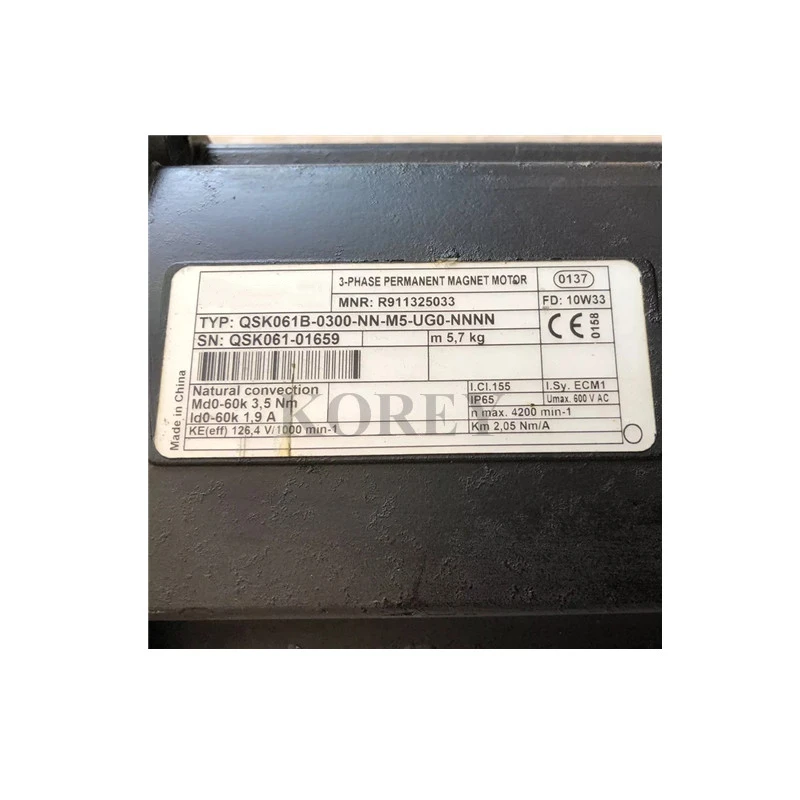 3-PHASE PERMANENT MAGNET MOTOR
0137
MNR: R911325033
FD: 10W33
TYP: QSK061B-0300-NN-M5-UG0-NNNN
CE 0158
SN: QSK061-01659
m 5,7 kg
Made in China
Natural convection
I.Cl.155
I.Sy. ECM1
Md0-60k 3,5 Nm
IP65
Umax. 600 V AC
Id0-60k 1,9 A
n max. 4200 min-1
KE(eff) 126,4 V/1000 min-1
Km 2,05 Nm/A
KOREY